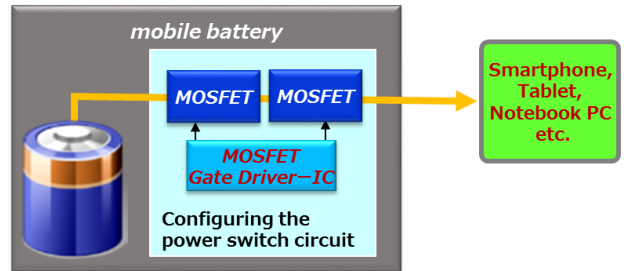 mobile battery
MOSFET
MOSFET
MOSFET
Gate Driver－IC
Configuring the
power switch circuit
Smartphone,
Tablet,
Notebook PC
etc.